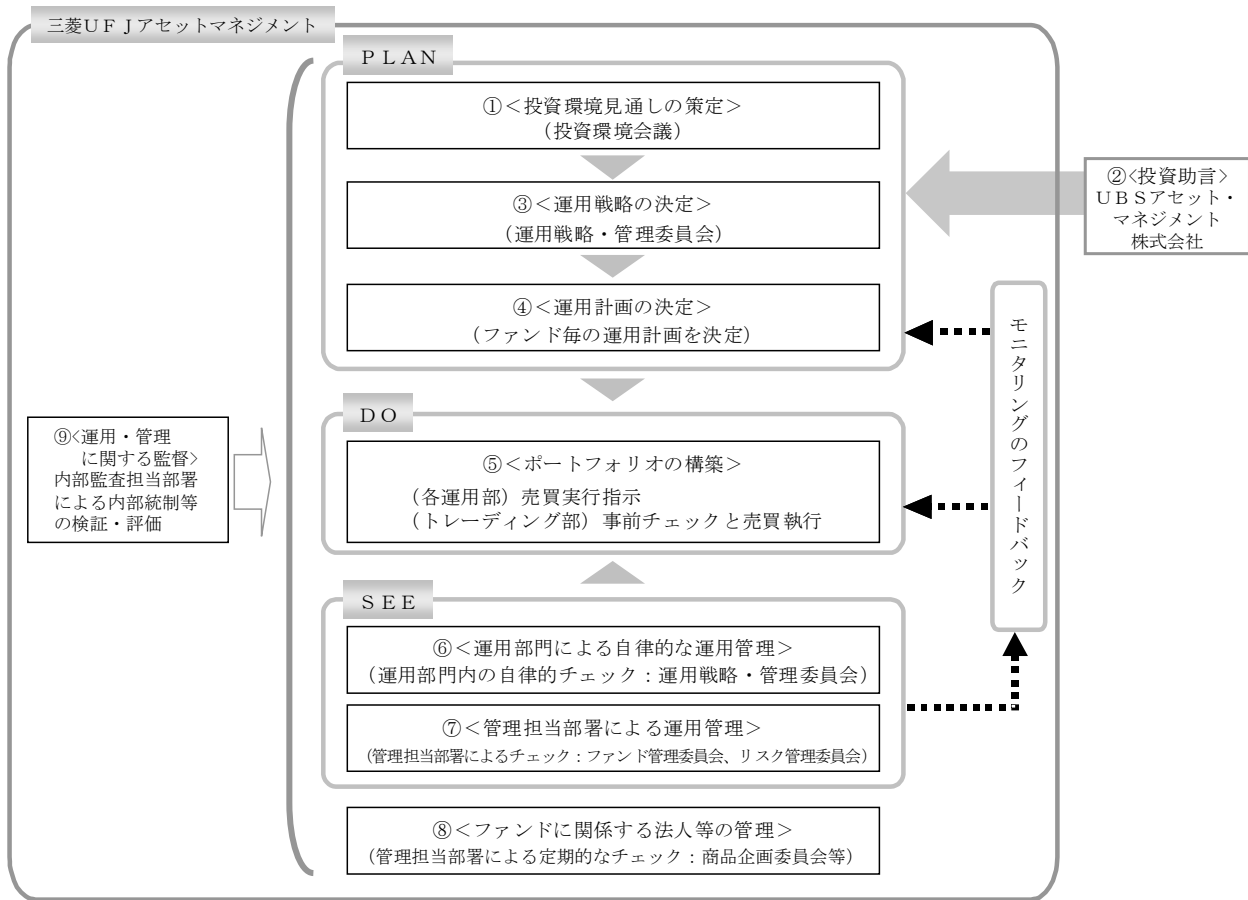 三菱ＵＦＪアセットマネジメント
ＰＬＡＮ
①＜投資環境見通しの策定＞
（投資環境会議）
②<投資助言>
ＵＢＳアセット・
マネジメント
株式会社
③＜運用戦略の決定＞
（運用戦略・管理委員会）
④＜運用計画の決定＞
（ファンド毎の運用計画を決定）
モニタリングのフィードバック
ＤＯ
⑤＜ポートフォリオの構築＞
（各運用部）売買実行指示
（トレーディング部）事前チェックと売買執行
⑨<運用・管理
に関する監督>
内部監査担当部署
による内部統制等
の検証・評価
ＳＥＥ
⑥＜運用部門による自律的な運用管理＞
（運用部門内の自律的チェック：運用戦略・管理委員会）
⑦＜管理担当部署による運用管理＞
（管理担当部署によるチェック：ファンド管理委員会、リスク管理委員会）
⑧＜ファンドに関係する法人等の管理＞
（管理担当部署による定期的なチェック：商品企画委員会等）